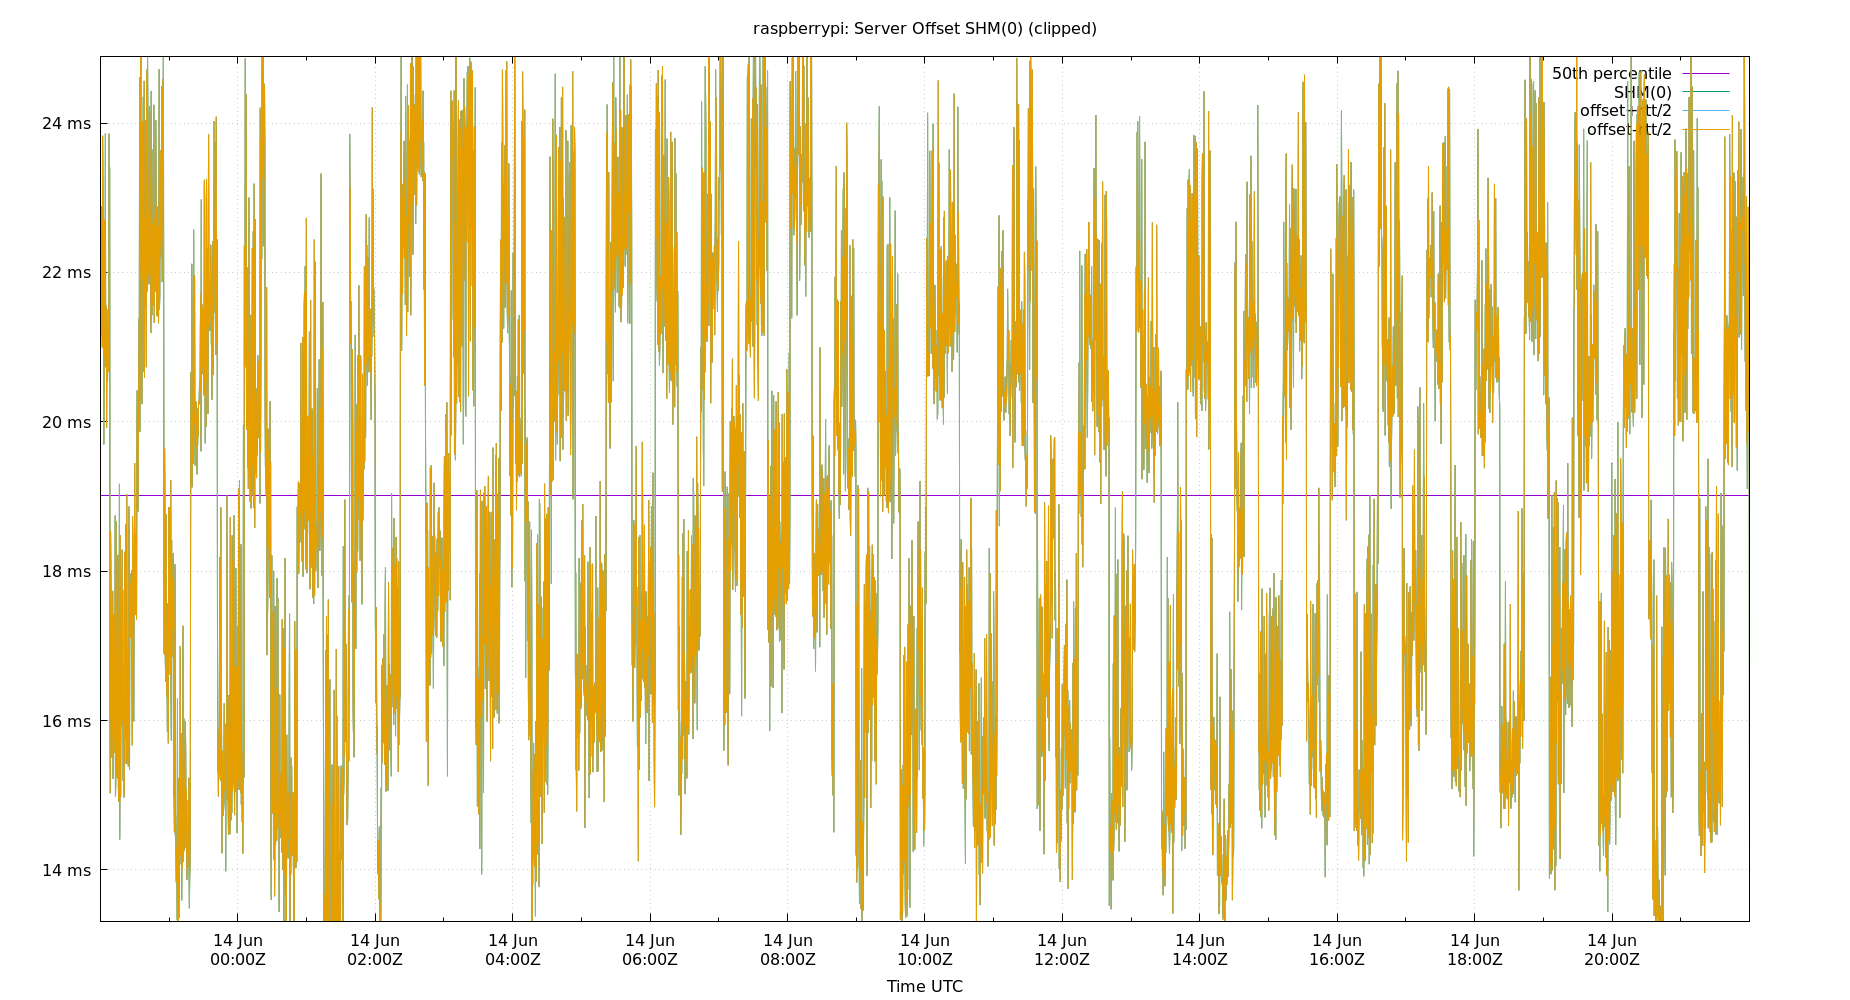 raspberrypi: Server Offset SHM(0) (clipped)
50th percentile
SHM(0)
offset-rtt/2
offset-rtt/2
24 ms
22 ms
20 ms
18 ms
16 ms
14 ms
14 Jun 14 Jun 14 Jun 14 Jun 14 Jun 14 Jun 14 Jun 14 Jun 14 Jun 14 Jun 14 Jun
00:00Z 02:00Z 04:00Z 06:00Z 08:00Z 10:00Z 12:00Z 14:00Z 16:00Z 18:00Z 20:00Z
Time UTC